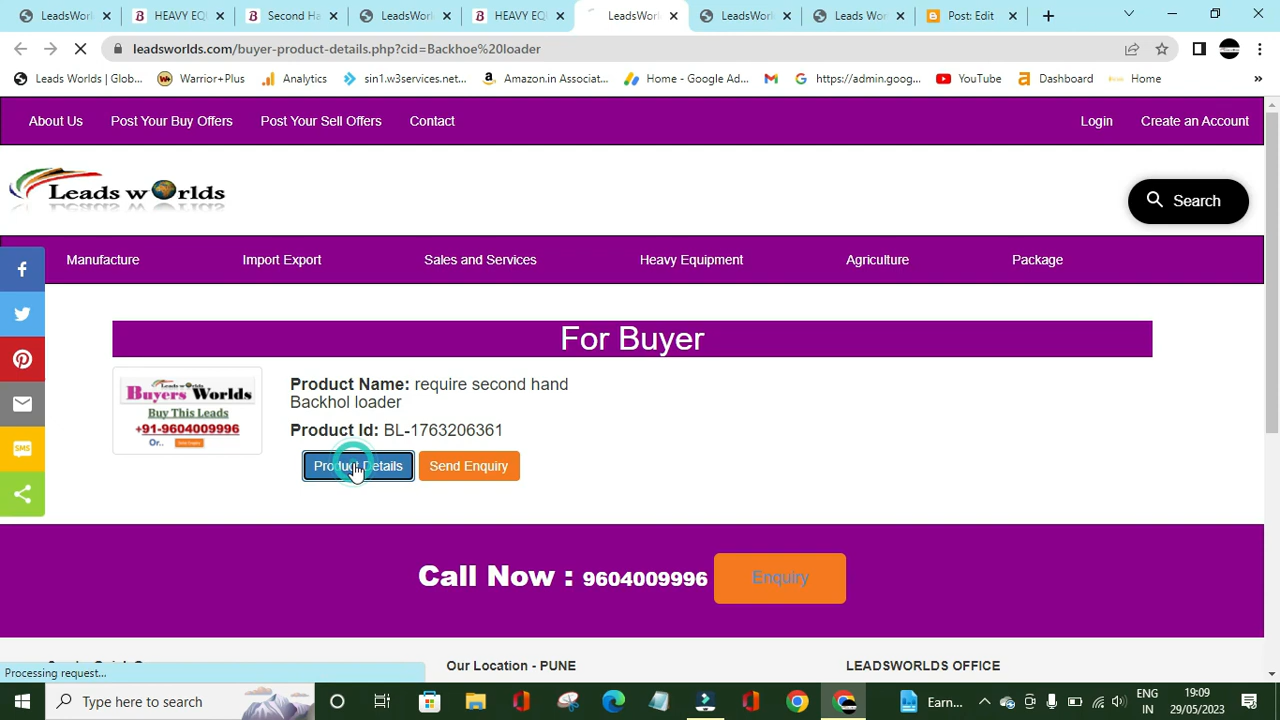 LeadsWorl
HEAVY EQ
Second Ha
LeadsWorl
HEAVY EQU
LeadsWorl
LeadsWorl
Leads Wor
Post: Edit
leadsworlds.com/buyer-product-details.php?cid=Backhoe%20loader
Leads Worlds | Glob...
Warrior+Plus
Analytics
sin1.w3services.net...
Amazon.in Associat...
Home - Google Ad...
https://admin.goog...
YouTube
Dashboard
Home
»
About Us
Post Your Buy Offers
Post Your Sell Offers
Contact
Login
Create an Account
Leads w rlds
Search
Manufacture
Import Export
Sales and Services
Heavy Equipment
Agriculture
Package
For Buyer
Leads w rlds
Buyers Worlds
Buy This Leads
+91-9604009996
Or..
Product Name: require second hand
Backhol loader
Product Id: BL-1763206361
Product Details
Send Enquiry
SMS
Call Now : 9604009996
Enquiry
Our Location - PUNE
LEADSWORLDS OFFICE
Processing request...
Type here to search
Earn...
ENG
IN
19:09
29/05/2023